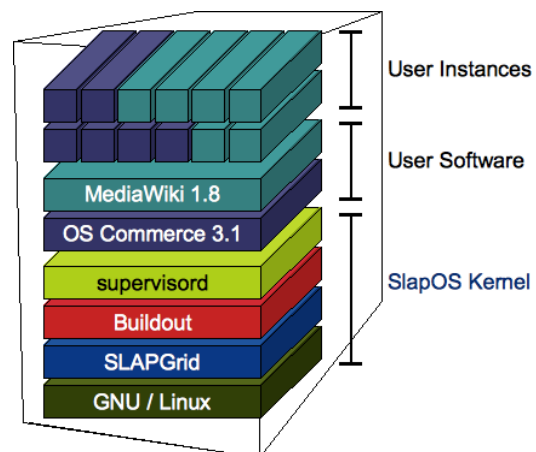 User Instances
User Software
MediaWiki 1.8
OS Commerce 3.1
supervisord
SlapOS Kernel
Buildout
SLAPGrid
GNU / Linux